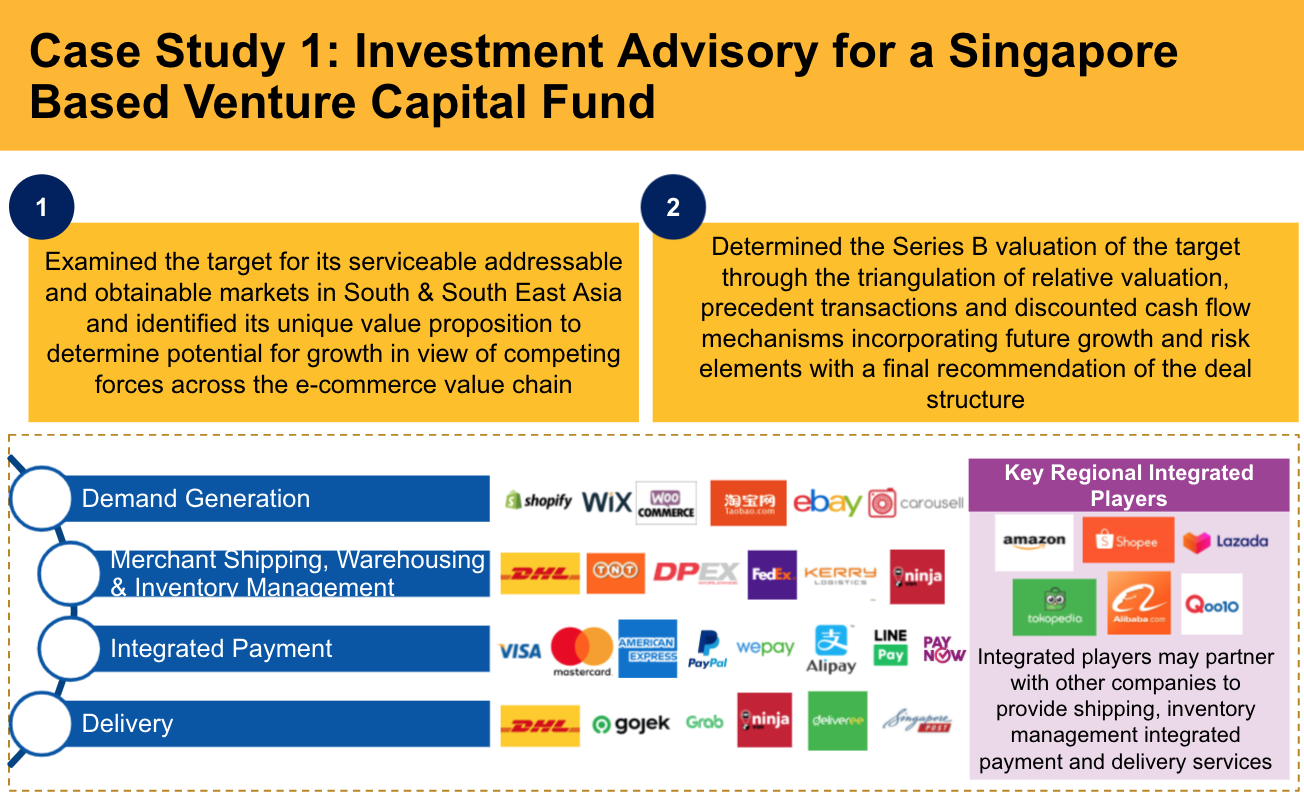 Case Study 1: Investment Advisory for a Singapore
Based Venture Capital Fund
1
Examined the target for its serviceable addressable
and obtainable markets in South & South East Asia
and identified its unique value proposition to
determine potential for growth in view of competing
forces across the e-commerce value chain
2
Determined the Series B valuation of the target
through the triangulation of relative valuation,
precedent transactions and discounted cash flow
mechanisms incorporating future growth and risk
elements with a final recommendation of the deal
structure
Demand Generation
shopify
WiX
WOO
COMMERCE
淘宝网
Taobao.com
ebay
carousell
Merchant Shipping, Warehousing
& Inventory Management
DHL
TNT
DPEX
WORLDWIDE
FedEx
KERRY
LOGISTICS
ninja
Integrated Payment
VISA
mastercard
AMERICAN
EXPRESS
PayPal
wepay
支
Alipay
LINE
Pay
PAY
NOW
Delivery
DHL
gojek
Grab
ninja
deliveree
Singapore
POST
Key Regional Integrated
Players
amazon
Shopee
Lazada
tokopedia
Alibaba.com
Qoo10
Integrated players may partner
with other companies to
provide shipping, inventory
management integrated
payment and delivery services